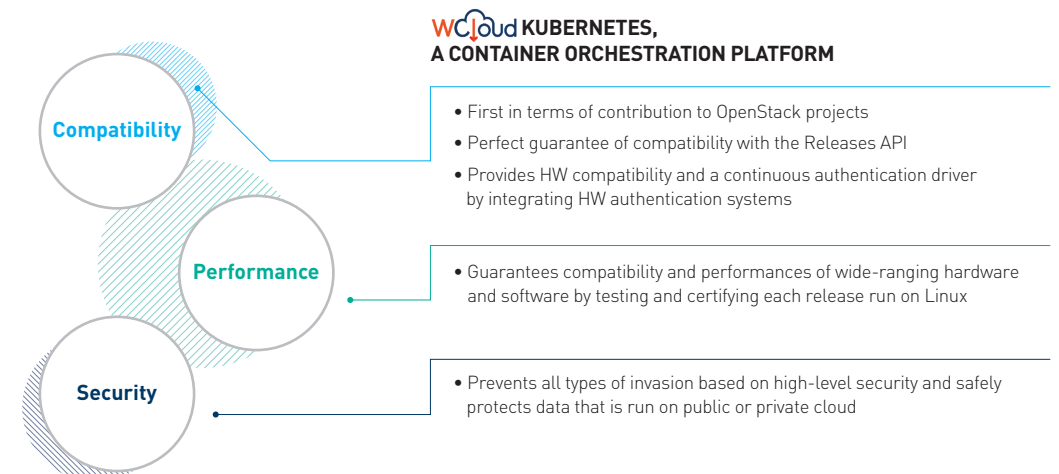 WCloud KUBERNETES,
A CONTAINER ORCHESTRATION PLATFORM
Compatibility
• First in terms of contribution to OpenStack projects
• Perfect guarantee of compatibility with the Releases API
• Provides HW compatibility and a continuous authentication driver
by integrating HW authentication systems
Performance
• Guarantees compatibility and performances of wide-ranging hardware
and software by testing and certifying each release run on Linux
Security
• Prevents all types of invasion based on high-level security and safely
protects data that is run on public or private cloud